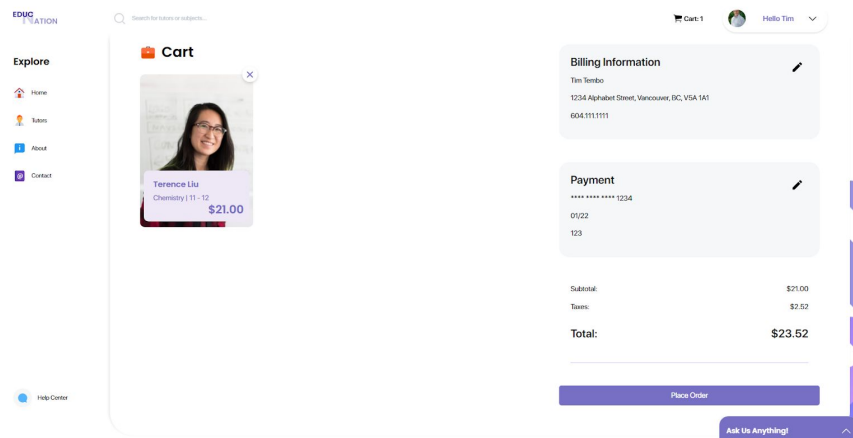 EDUC
NATION
Search for tutors or subjects...
Cart: 1
Hello Tim
Explore
Home
Tutors
About
Contact
Help Center
Cart
Terence Liu
Chemistry | 11 - 12
$21.00
Billing Information
Tim Tembo
1234 Alphabet Street, Vancouver, BC, V5A 1A1
604.111.1111
Payment
**** **** **** 1234
01/22
123
Subtotal: $21.00
Taxes: $2.52
Total: $23.52
Place Order
Ask Us Anything!